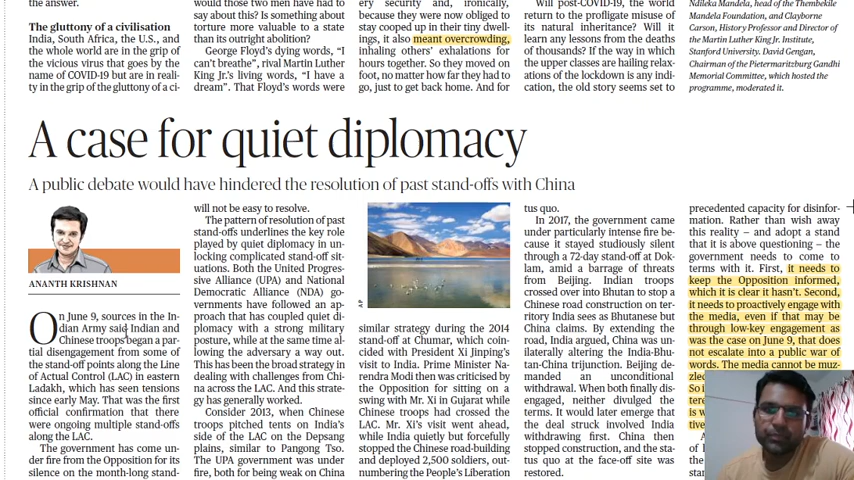 the answer.
The gluttony of a civilisation
India, South Africa, the U.S., and
the whole world are in the grip of
the vicious virus that goes by the
name of COVID-19 but are in reali-
ty in the grip of the gluttony of a ci-
would those two men have had to
say about this? Is something about
torture more valuable to a state
than its outright abolition?
George Floyd's dying words, "I
can't breathe", rival Martin Luther
King Jr.'s living words, "I have a
dream". That Floyd's words were
ery security and, ironically,
because they were now obliged to
stay cooped up in their tiny dwell-
ings, it also meant overcrowding,
inhaling others' exhalations for
hours together. So they moved on
foot, no matter how far they had to
go, just to get back home. And for
Will post-COVID-19, the world
return to the profligate misuse of
its natural inheritance? Will it
learn any lessons from the deaths
of thousands? If the way in which
the upper classes are hailing relax-
ations of the lockdown is any indi-
cation, the old story seems set to
Ndileka Mandela, head of the Thembekile
Mandela Foundation, and Clayborne
Carson, History Professor and Director of
the Martin Luther King Jr. Institute,
Stanford University. David Gengan,
Chairman of the Pietermaritzburg Gandhi
Memorial Committee, which hosted the
programme, moderated it.
A case for quiet diplomacy
A public debate would have hindered the resolution of past stand-offs with China
ANANTH KRISHNAN
On June 9, sources in the In-
dian Army said Indian and
Chinese troops began a par-
tial disengagement from some of
the stand-off points along the Line
of Actual Control (LAC) in eastern
Ladakh, which has seen tensions
since early May. That was the first
official confirmation that there
were ongoing multiple stand-offs
along the LAC.
The government has come un-
der fire from the Opposition for its
silence on the month-long stand-
will not be easy to resolve.
The pattern of resolution of past
stand-offs underlines the key role
played by quiet diplomacy in un-
locking complicated stand-off sit-
uations. Both the United Progres-
sive Alliance (UPA) and National
Democratic Alliance (NDA) go-
vernments have followed an ap-
proach that has coupled quiet di-
plomacy with a strong military
posture, while at the same time al-
lowing the adversary a way out.
This has been the broad strategy in
dealing with challenges from Chi-
na across the LAC. And this strate-
gy has generally worked.
Consider 2013, when Chinese
troops pitched tents on India's
side of the LAC on the Depsang
plains, similar to Pangong Tso.
The UPA government was under
fire, both for being weak on China
AP
similar strategy during the 2014
stand-off at Chumar, which coin-
cided with President Xi Jinping's
visit to India. Prime Minister Na-
rendra Modi then was criticised by
the Opposition for sitting on a
swing with Mr. Xi in Gujarat while
Chinese troops had crossed the
LAC. Mr. Xi's visit went ahead,
while India quietly but forcefully
stopped the Chinese road-building
and deployed 2,500 soldiers, out-
numbering the People's Liberation
tus quo.
In 2017, the government came
under particularly intense fire be-
cause it stayed studiously silent
through a 72-day stand-off at Dok-
lam, amid a barrage of threats
from Beijing. Indian troops
crossed over into Bhutan to stop a
Chinese road construction on ter-
ritory India sees as Bhutanese but
China claims. By extending the
road, India argued, China was un-
ilaterally altering the India-Bhu-
tan-China trijunction. Beijing de-
manded an unconditional
withdrawal. When both finally dis-
engaged, neither divulged the
terms. It would later emerge that
the deal struck involved India
withdrawing first. China then
stopped construction, and the sta-
tus quo at the face-off site was
restored.
precedented capacity for disinfor-
mation. Rather than wish away
this reality – and adopt a stand
that it is above questioning – the
government needs to come to
terms with it. First, it needs to
keep the Opposition informed,
which it is clear it hasn't. Second,
it needs to proactively engage with
the media, even if that may be
through low-key engagement as
was the case on June 9, that does
not escalate into a public war of
words. The media cannot be muz-